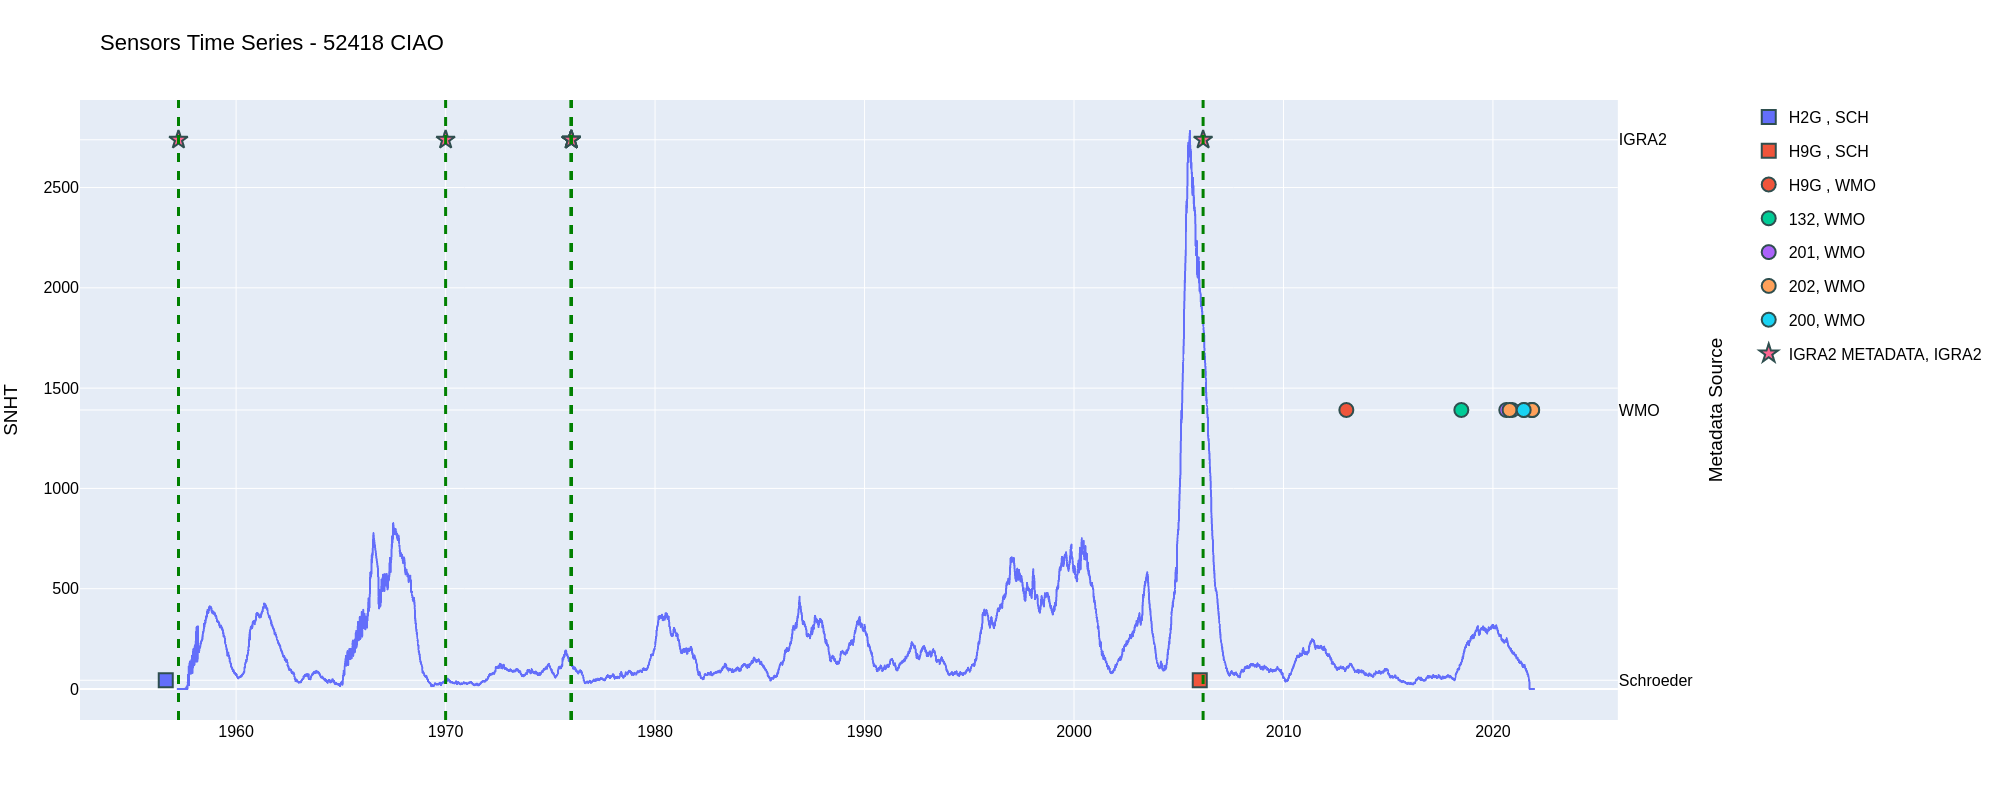 Sensors Time Series - 52418 CIAO
SNHT
2500
2000
1500
1000
500
0
1960
1970
1980
1990
2000
2010
2020
IGRA2
WMO
Schroeder
Metadata Source
H2G , SCH
H9G , SCH
H9G , WMO
132, WMO
201, WMO
202, WMO
200, WMO
IGRA2 METADATA, IGRA2